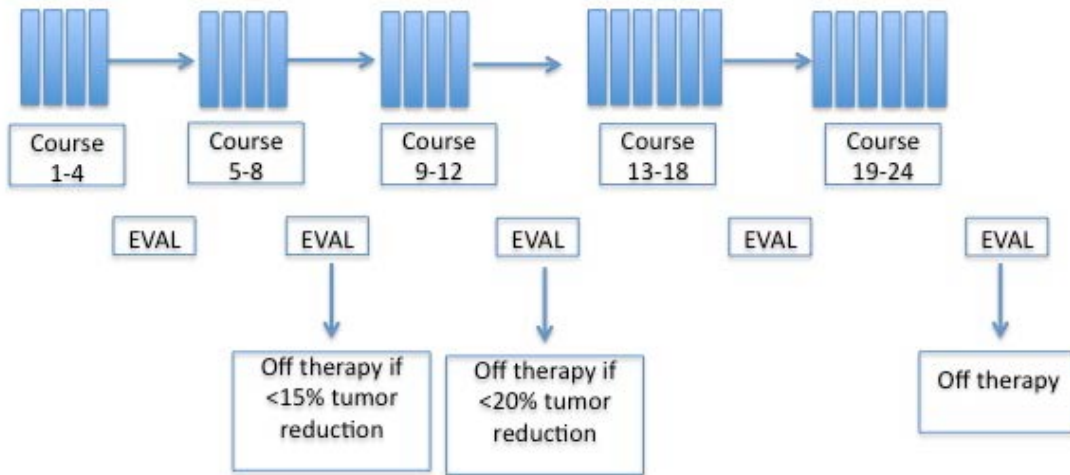 Course
1-4
Course
5-8
Course
9-12
Course
13-18
Course
19-24
EVAL
EVAL
EVAL
EVAL
EVAL
Off therapy if
<15% tumor
reduction
Off therapy if
<20% tumor
reduction
Off therapy